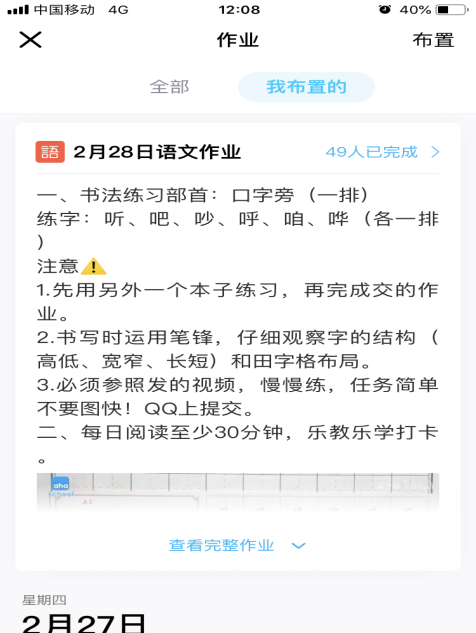 中国移动 4G 12:08 40%
作业 布置
全部 我布置的
語 2月28日语文作业 49人已完成
一、书法练习部首：口字旁（一排）
练字：听、吧、吵、呼、咱、哗（各一排
）
注意⚠️
1.先用另外一个本子练习，再完成交的作
业。
2.书写时运用笔锋，仔细观察字的结构（
高低、宽窄、长短）和田字格布局。
3.必须参照发的视频，慢慢练，任务简单
不要图快！QQ上提交。
二、每日阅读至少30分钟，乐教乐学打卡
。
aha
school
查看完整作业
星期四
2月27日